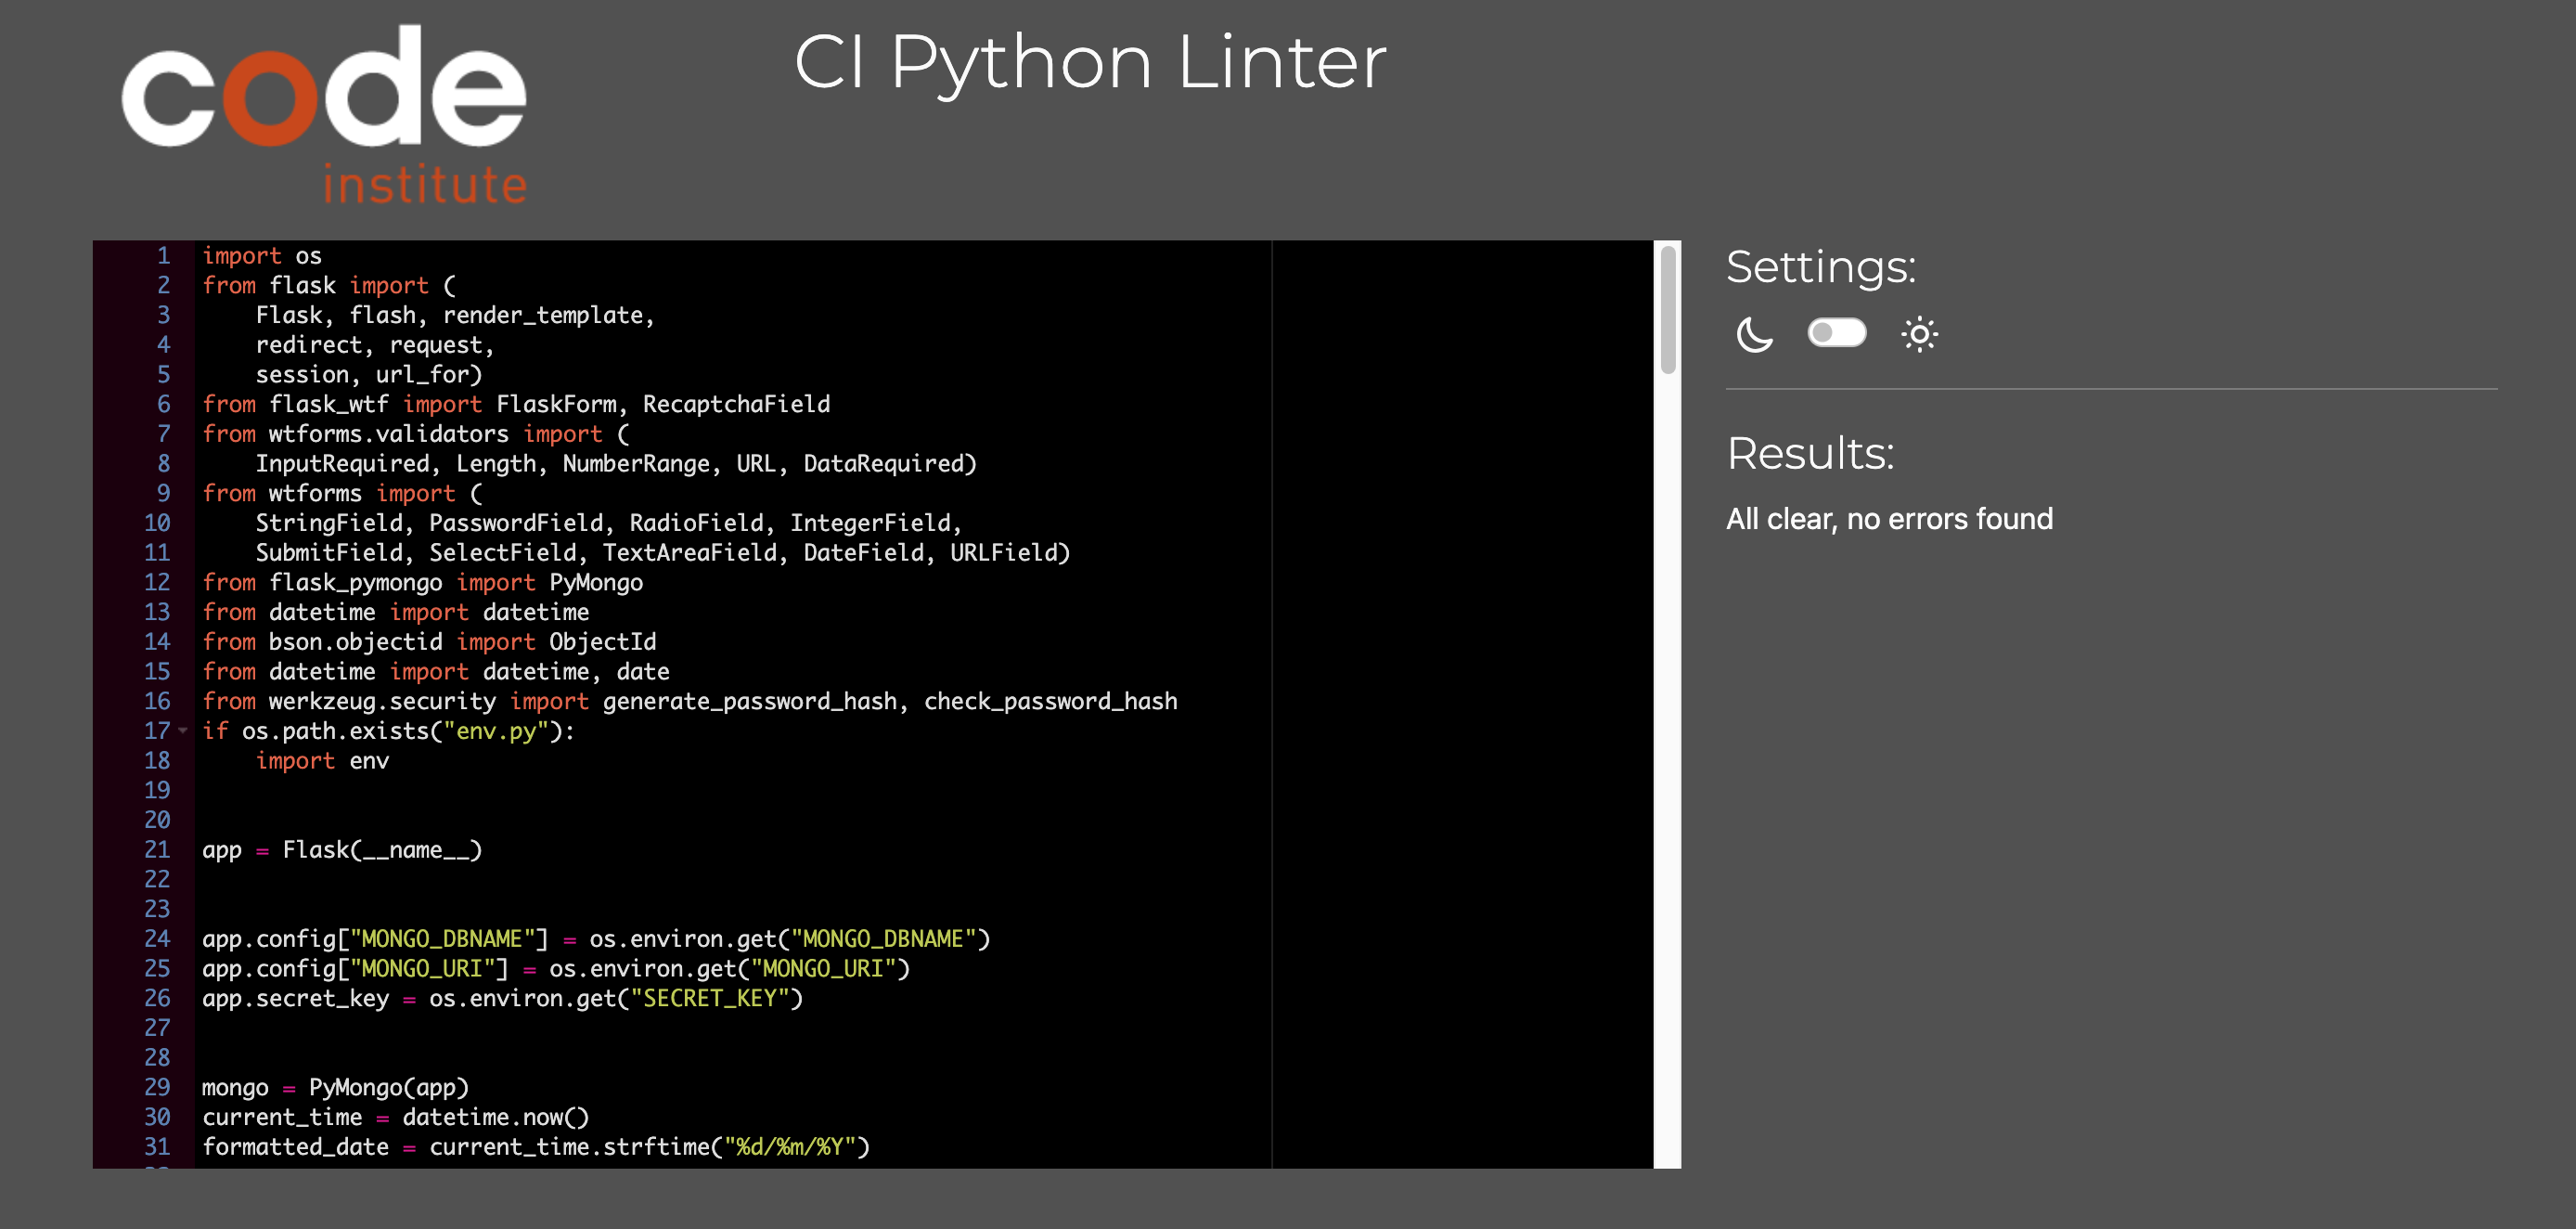 code
institute
CI Python Linter
1 import os
2 from flask import (
3     Flask, flash, render_template,
4     redirect, request,
5     session, url_for)
6 from flask_wtf import FlaskForm, RecaptchaField
7 from wtforms.validators import (
8     InputRequired, Length, NumberRange, URL, DataRequired)
9 from wtforms import (
10     StringField, PasswordField, RadioField, IntegerField,
11     SubmitField, SelectField, TextAreaField, DateField, URLField)
12 from flask_pymongo import PyMongo
13 from datetime import datetime
14 from bson.objectid import ObjectId
15 from datetime import datetime, date
16 from werkzeug.security import generate_password_hash, check_password_hash
17 if os.path.exists("env.py"):
18     import env
19
20
21 app = Flask(__name__)
22
23
24 app.config["MONGO_DBNAME"] = os.environ.get("MONGO_DBNAME")
25 app.config["MONGO_URI"] = os.environ.get("MONGO_URI")
26 app.secret_key = os.environ.get("SECRET_KEY")
27
28
29 mongo = PyMongo(app)
30 current_time = datetime.now()
31 formatted_date = current_time.strftime("%d/%m/%Y")
Settings:
Results:
All clear, no errors found